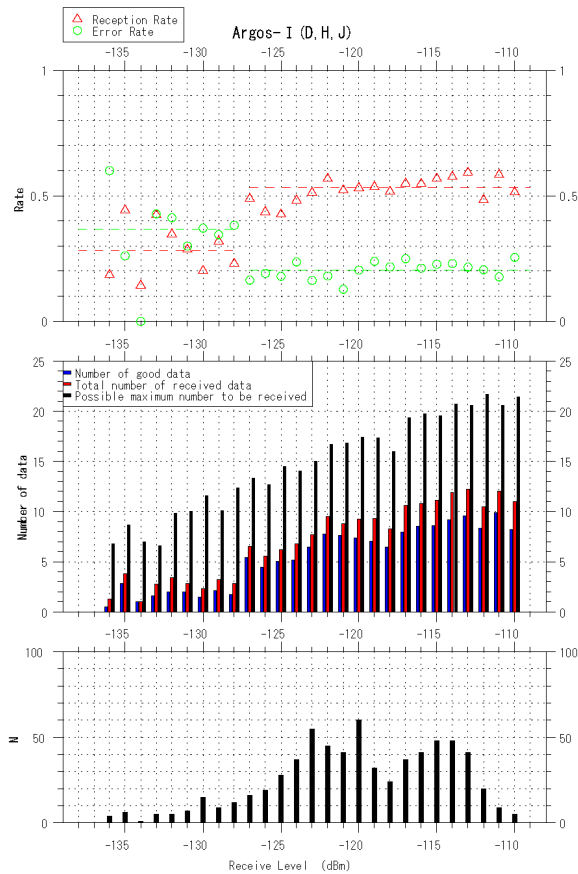 Reception Rate
Error Rate
Argos-I (D, H, J)
-135 -130 -125 -120 -115 -110
1 1
Rate
0.5 0.5
0 0
-135 -130 -125 -120 -115 -110
25 25
Number of good data
Total number of received data
Possible maximum number to be received
20 20
15 15
Number of data
10 10
5 5
0 0
-135 -130 -125 -120 -115 -110
100 100
N
50 50
0 0
-135 -130 -125 -120 -115 -110
Receive Level (dBm)